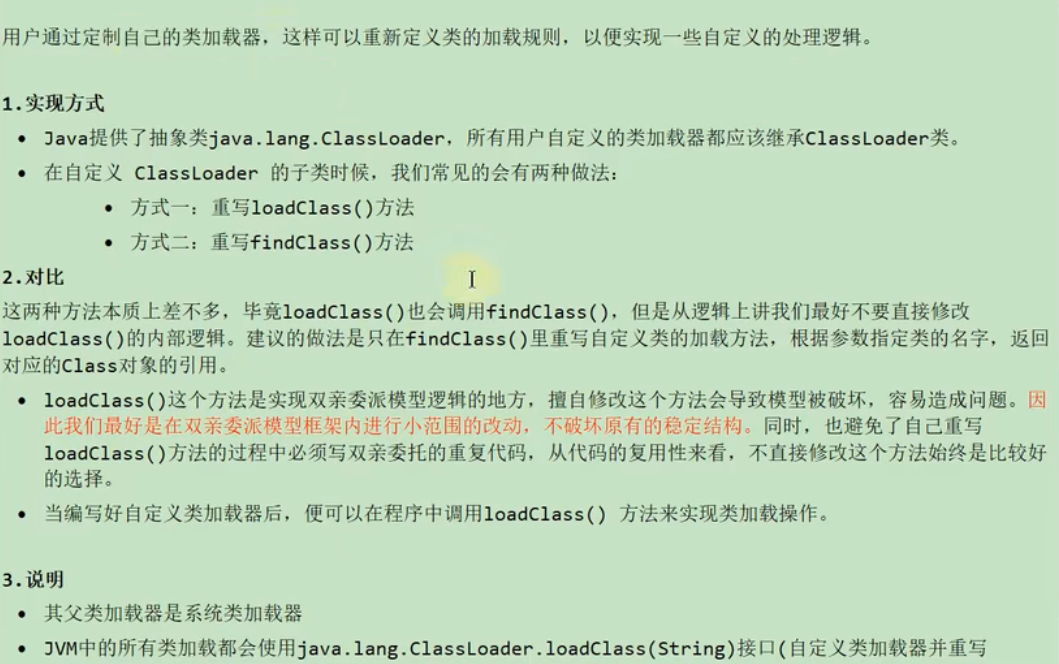 用户通过定制自己的类加载器，这样可以重新定义类的加载规则，以便实现一些自定义的处理逻辑。
1.实现方式
• Java提供了抽象类java.lang.ClassLoader，所有用户自定义的类加载器都应该继承ClassLoader类。
• 在自定义 ClassLoader 的子类时候，我们常见的会有两种做法：
• 方式一：重写loadClass()方法
• 方式二：重写findClass()方法
2.对比
这两种方法本质上差不多，毕竟loadClass()也会调用findClass()，但是从逻辑上讲我们最好不要直接修改
loadClass()的内部逻辑。建议的做法是只在findClass()里重写自定义类的加载方法，根据参数指定类的名字，返回
对应的Class对象的引用。
• loadClass()这个方法是实现双亲委派模型逻辑的地方，擅自修改这个方法会导致模型被破坏，容易造成问题。因
此我们最好是在双亲委派模型框架内进行小范围的改动，不破坏原有的稳定结构。同时，也避免了自己重写
loadClass()方法的过程中必须写双亲委托的重复代码，从代码的复用性来看，不直接修改这个方法始终是比较好
的选择。
• 当编写好自定义类加载器后，便可以在程序中调用loadClass() 方法来实现类加载操作。
3.说明
• 其父类加载器是系统类加载器
• JVM中的所有类加载都会使用java.lang.ClassLoader.loadClass(String)接口(自定义类加载器并重写